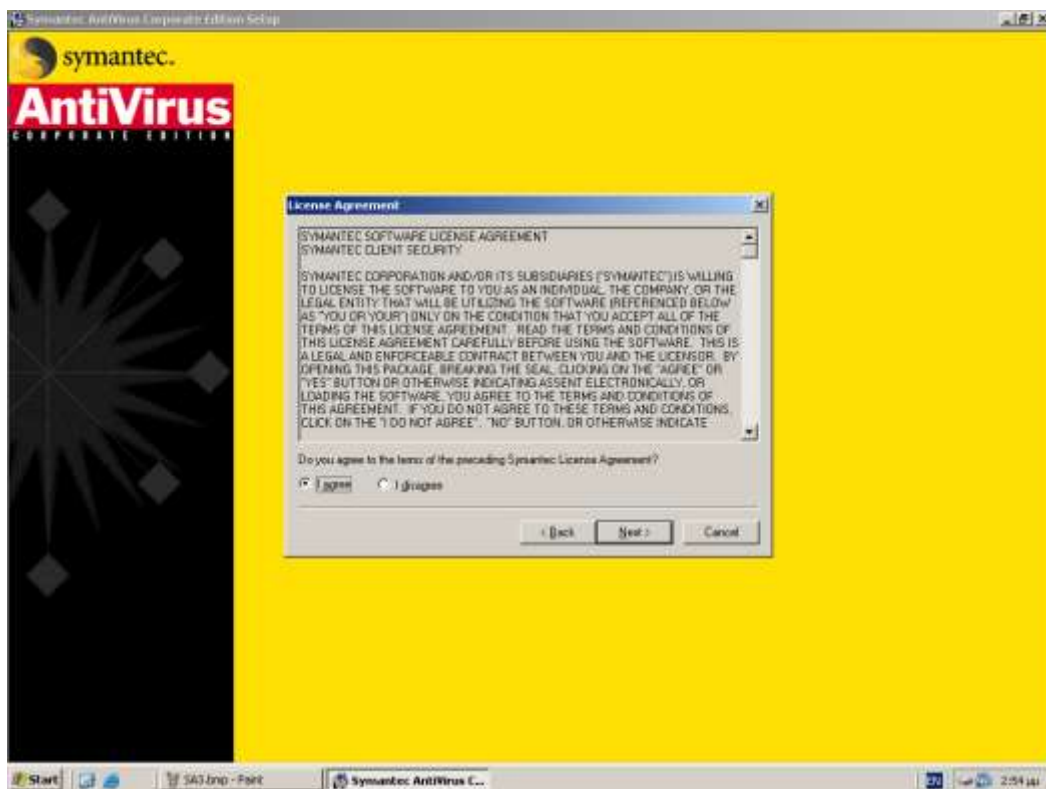 Symantec AntiVirus Corporate Edition Setup
symantec.
AntiVirus
CORPORATE EDITION
License Agreement
SYMANTEC SOFTWARE LICENSE AGREEMENT
SYMANTEC CLIENT SECURITY
SYMANTEC CORPORATION AND/OR ITS SUBSIDIARIES ("SYMANTEC") IS WILLING
TO LICENSE THE SOFTWARE TO YOU AS AN INDIVIDUAL, THE COMPANY, OR THE
LEGAL ENTITY THAT WILL BE UTILIZING THE SOFTWARE (REFERENCED BELOW
AS "YOU OR YOUR") ONLY ON THE CONDITION THAT YOU ACCEPT ALL OF THE
TERMS OF THIS LICENSE AGREEMENT. READ THE TERMS AND CONDITIONS OF
THIS LICENSE AGREEMENT CAREFULLY BEFORE USING THE SOFTWARE. THIS IS
A LEGAL AND ENFORCEABLE CONTRACT BETWEEN YOU AND THE LICENSOR. BY
OPENING THIS PACKAGE, BREAKING THE SEAL, CLICKING ON THE "AGREE" OR
"YES" BUTTON OR OTHERWISE INDICATING ASSENT ELECTRONICALLY, OR
LOADING THE SOFTWARE, YOU AGREE TO THE TERMS AND CONDITIONS OF
THIS AGREEMENT. IF YOU DO NOT AGREE TO THESE TERMS AND CONDITIONS,
CLICK ON THE "I DO NOT AGREE", "NO" BUTTON, OR OTHERWISE INDICATE
Do you agree to the terms of the preceding Symantec License Agreement?
I agree I disagree
< Back Next > Cancel
Start SA3.bmp - Paint Symantec AntiVirus C... EN 2:54 μμ